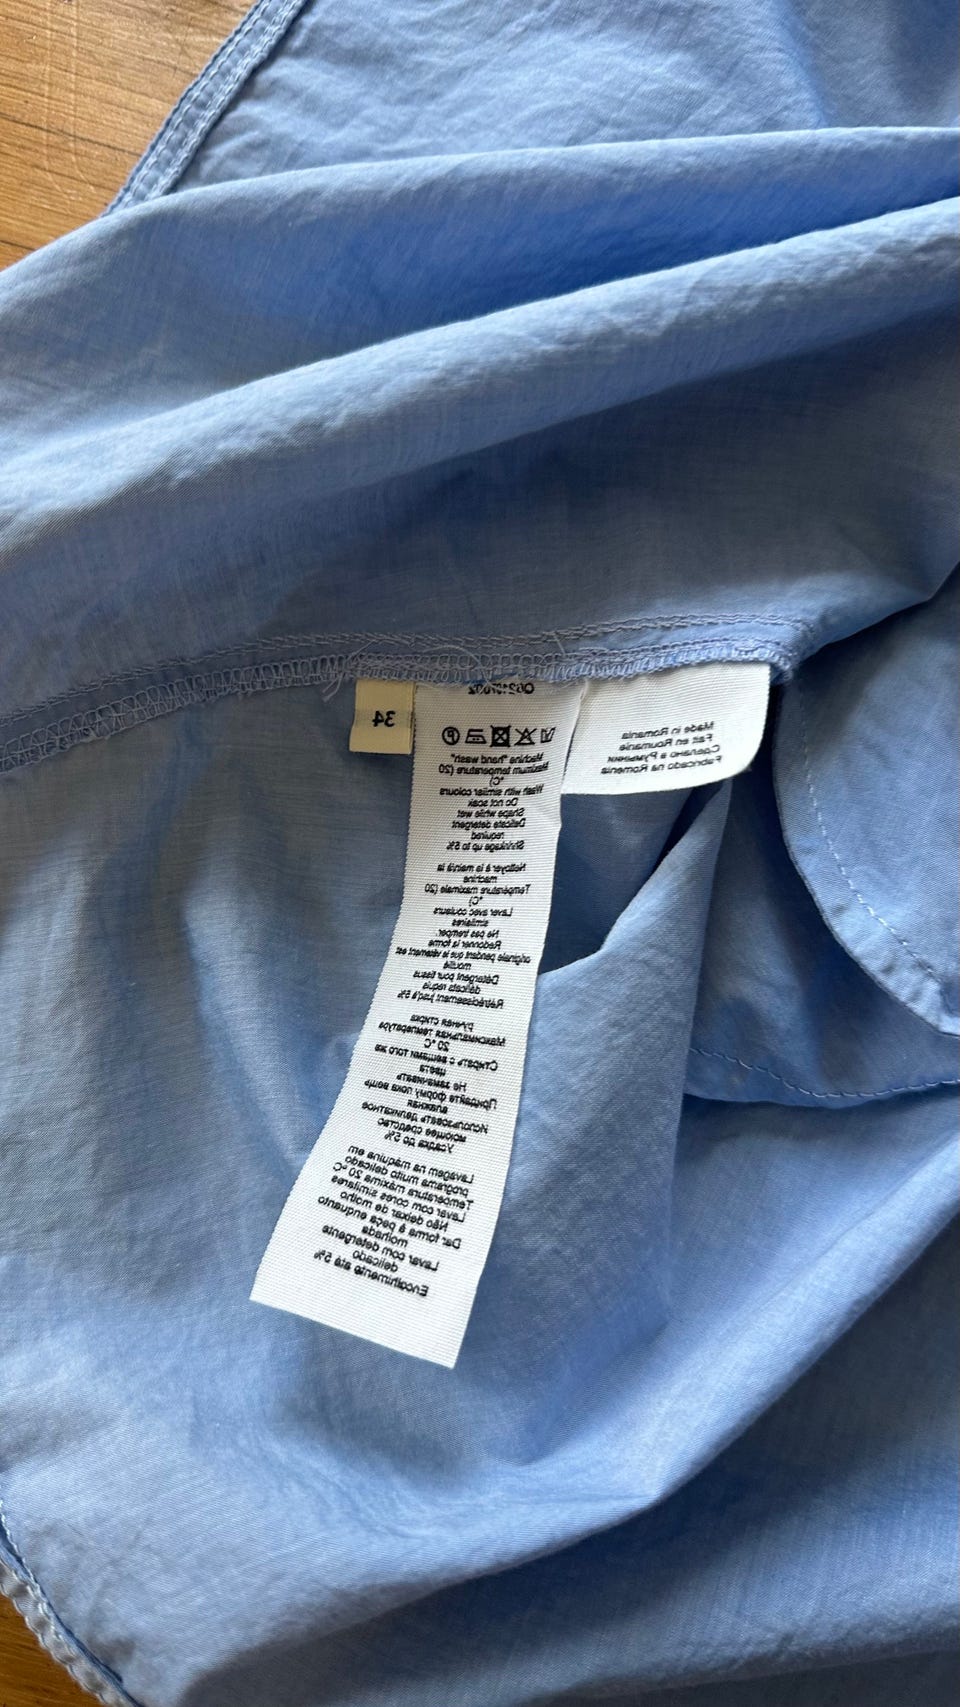 34
Machine "hand wash"
Maximum temperature (20
°C)
Wash with similar colours
Do not soak
Shape while wet
Delicate detergent
required
Shrinkage up to 5%
Nettoyer à la main/à la
machine
Température maximale (20
°C)
Laver avec couleurs
similaires
Ne pas tremper.
Redonner la forme
originale pendant que le vêtement est
mouillé
Détergent pour tissus
délicats requis
Rétrécissement jusqu'à 5%
ручная стирка
Максимальная температура
20 °C
Стирать с вещами того же
цвета
Не замачивать
Придайте форму пока вещь
влажная
Использовать деликатное
моющее средство
Усадка до 5%
Lavagem na máquina em
programa muito delicado
Temperatura máxima 20 °C
Lavar com cores similares
Não deixar de molho
Dar forma à peça enquanto
molhada
Lavar com detergente
delicado
Encolhimento até 5%
Made in Romania
Fait en Roumanie
Сделано в Румынии
Fabricado na Romenia